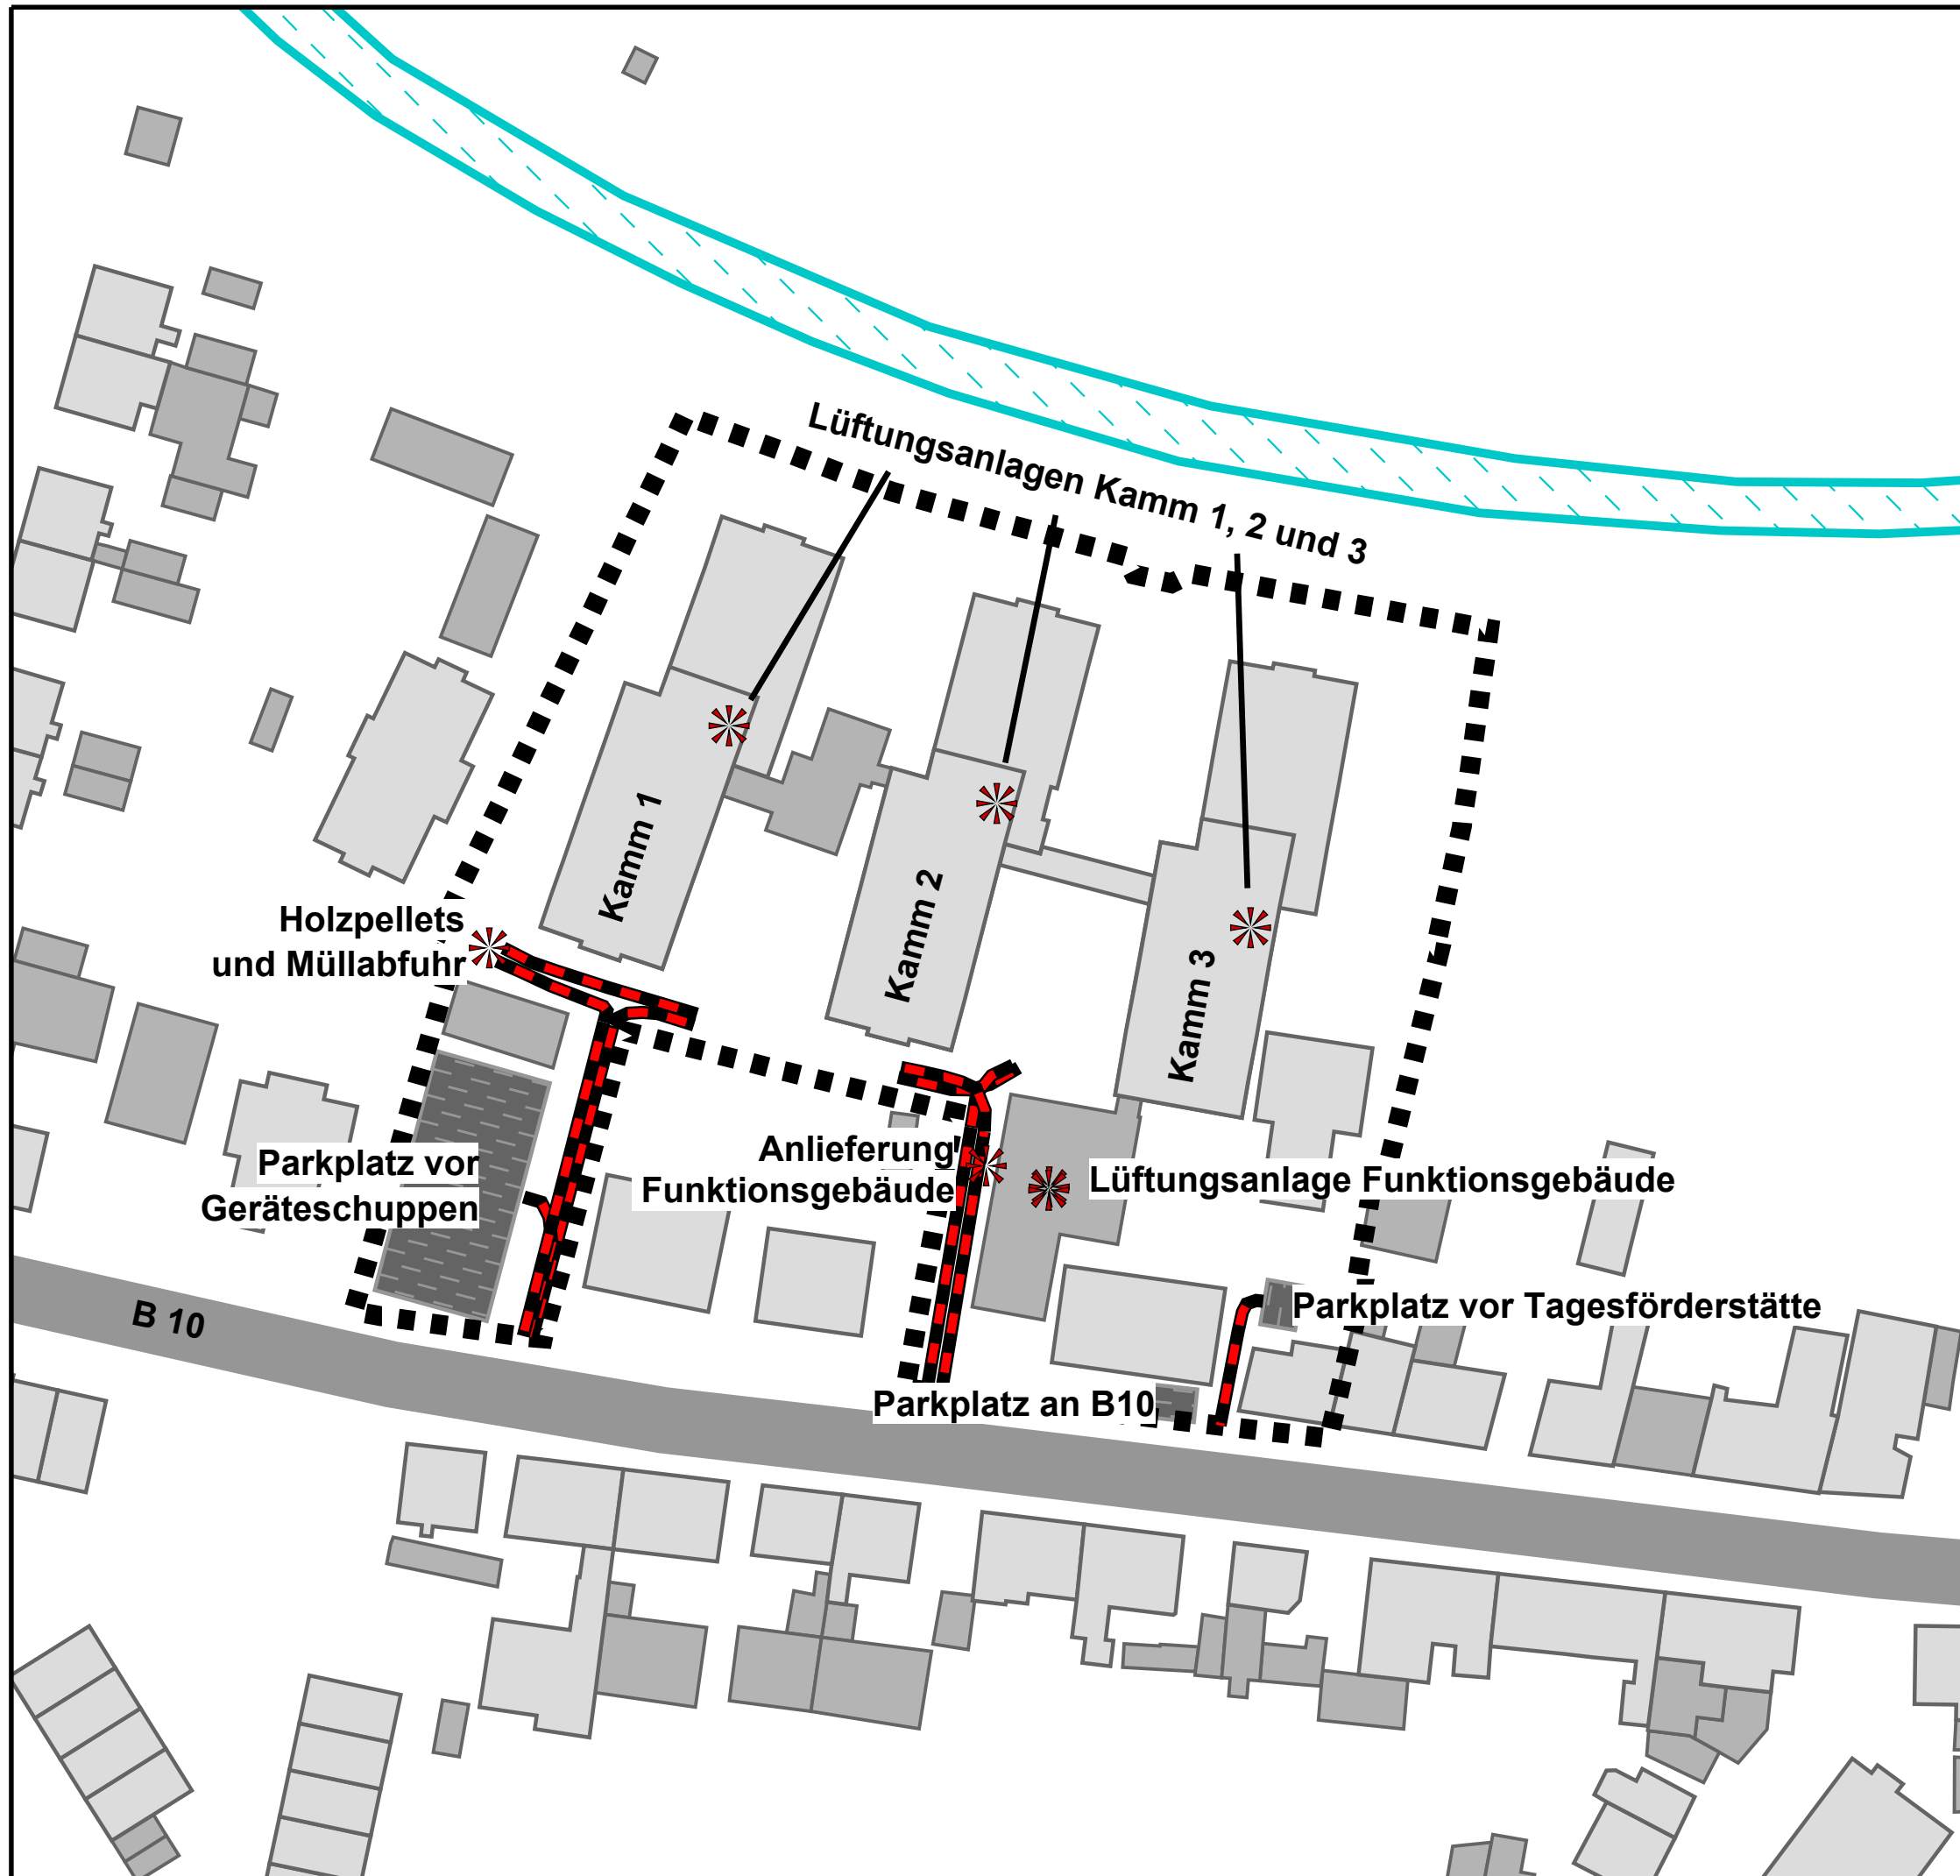 Lüftungsanlagen Kamm 1, 2 und 3
Kamm 1
Kamm 2
Kamm 3
Holzpellets
und Müllabfuhr
Parkplatz vor
Geräteschuppen
Anlieferung
Funktionsgebäude
Lüftungsanlage Funktionsgebäude
Parkplatz vor Tagesförderstätte
B 10
Parkplatz an B10